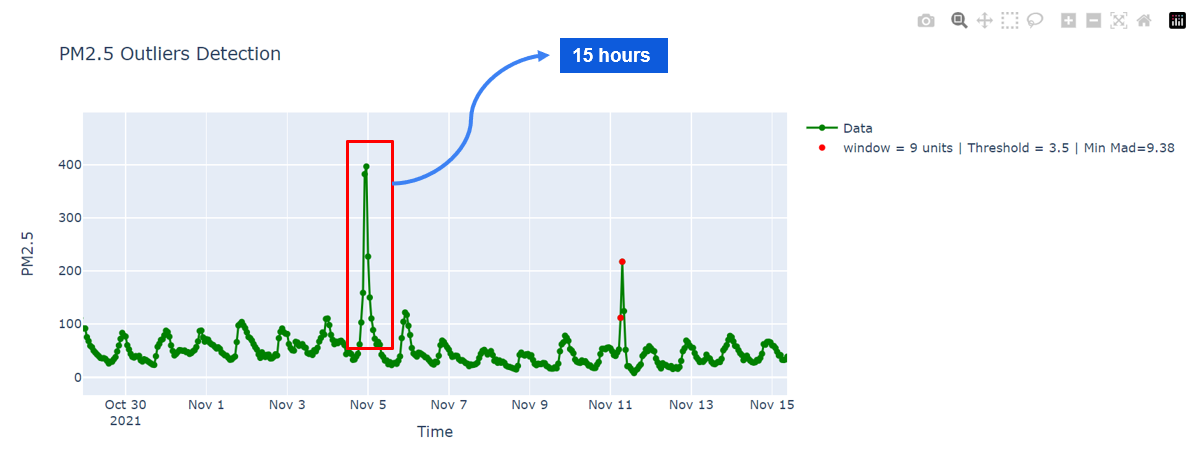 PM2.5 Outliers Detection
15 hours
Data
window = 9 units | Threshold = 3.5 | Min Mad=9.38
PM2.5
400
300
200
100
0
Oct 30
2021
Nov 1
Nov 3
Nov 5
Nov 7
Nov 9
Nov 11
Nov 13
Nov 15
Time